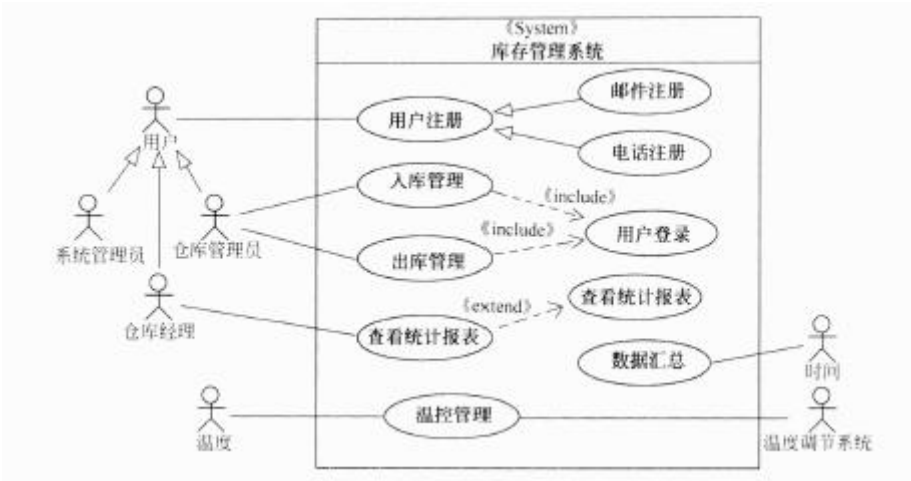 《System》
库存管理系统
邮件注册
用户注册
用户
电话注册
入库管理
《include》
系统管理员
仓库管理员
《include》
用户登录
出库管理
查看统计报表
《extend》
仓库经理
查看统计报表
数据汇总
时间
温控管理
温度
温度调节系统